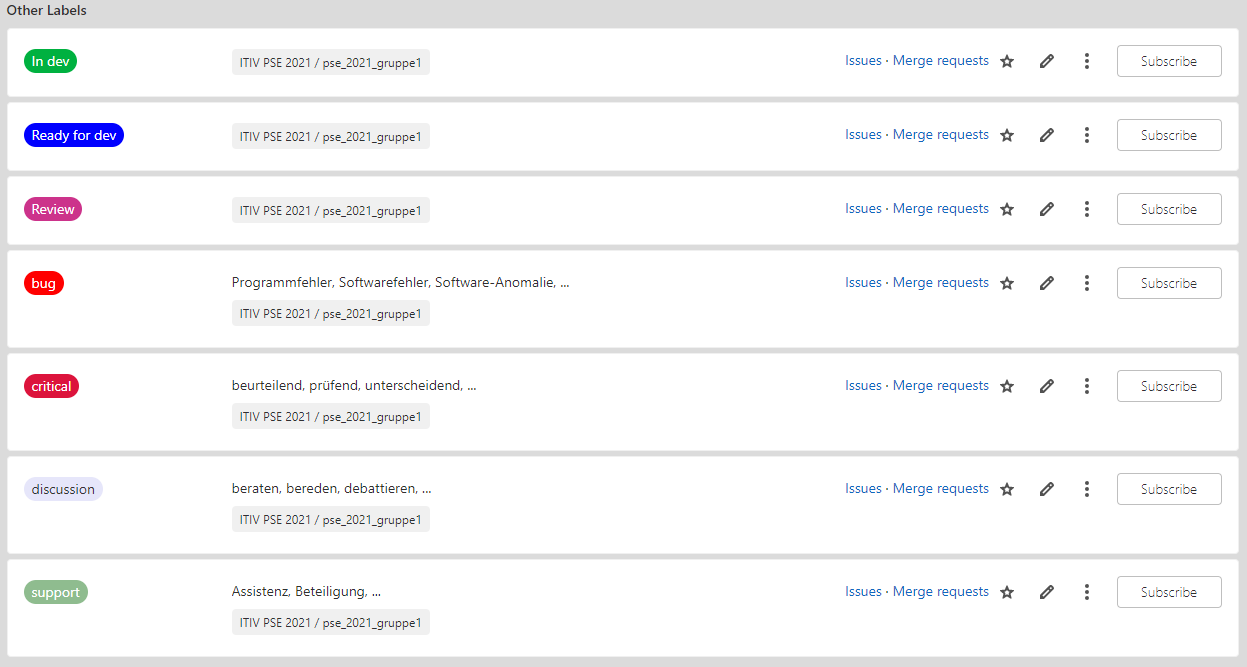 Other Labels
In dev ITIV PSE 2021 / pse_2021_gruppe1 Issues · Merge requests Subscribe
Ready for dev ITIV PSE 2021 / pse_2021_gruppe1 Issues · Merge requests Subscribe
Review ITIV PSE 2021 / pse_2021_gruppe1 Issues · Merge requests Subscribe
bug Programmfehler, Softwarefehler, Software-Anomalie, ... Issues · Merge requests Subscribe
ITIV PSE 2021 / pse_2021_gruppe1
critical beurteilend, prüfend, unterscheidend, ... Issues · Merge requests Subscribe
ITIV PSE 2021 / pse_2021_gruppe1
discussion beraten, bereden, debattieren, ... Issues · Merge requests Subscribe
ITIV PSE 2021 / pse_2021_gruppe1
support Assistenz, Beteiligung, ... Issues · Merge requests Subscribe
ITIV PSE 2021 / pse_2021_gruppe1